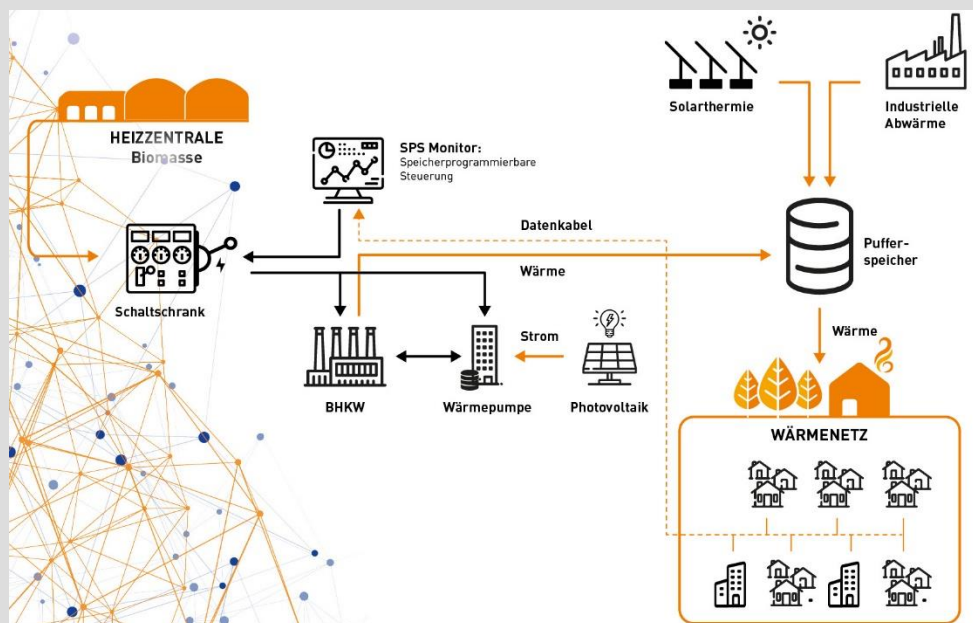 Solarthermie
Industrielle
Abwärme
HEIZZENTRALE
Biomasse
SPS Monitor:
Speicherprogrammierbare
Steuerung
Datenkabel
Wärme
Puffer-
speicher
Schaltschrank
Strom
Wärme
BHKW
Wärmepumpe
Photovoltaik
WÄRMENETZ